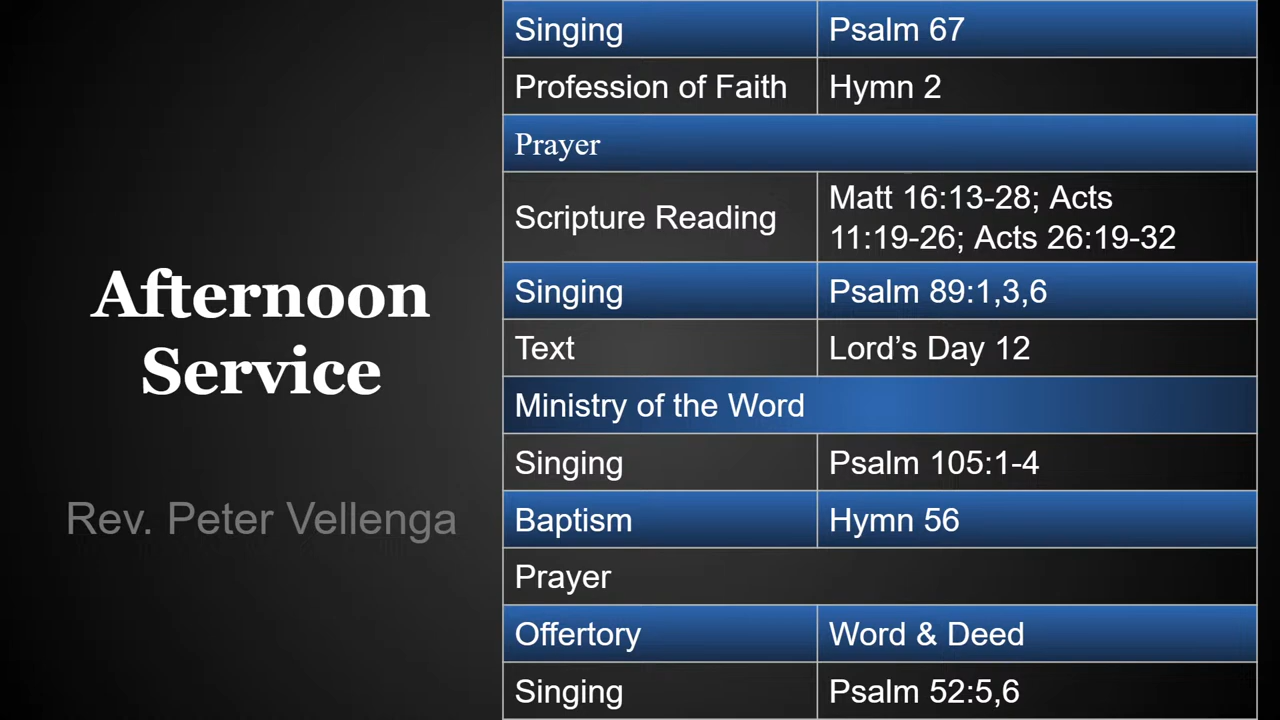 Afternoon
Service
Rev. Peter Vellenga
Singing Psalm 67
Profession of Faith Hymn 2
Prayer
Scripture Reading Matt 16:13-28; Acts
11:19-26; Acts 26:19-32
Singing Psalm 89:1,3,6
Text Lord’s Day 12
Ministry of the Word
Singing Psalm 105:1-4
Baptism Hymn 56
Prayer
Offertory Word & Deed
Singing Psalm 52:5,6